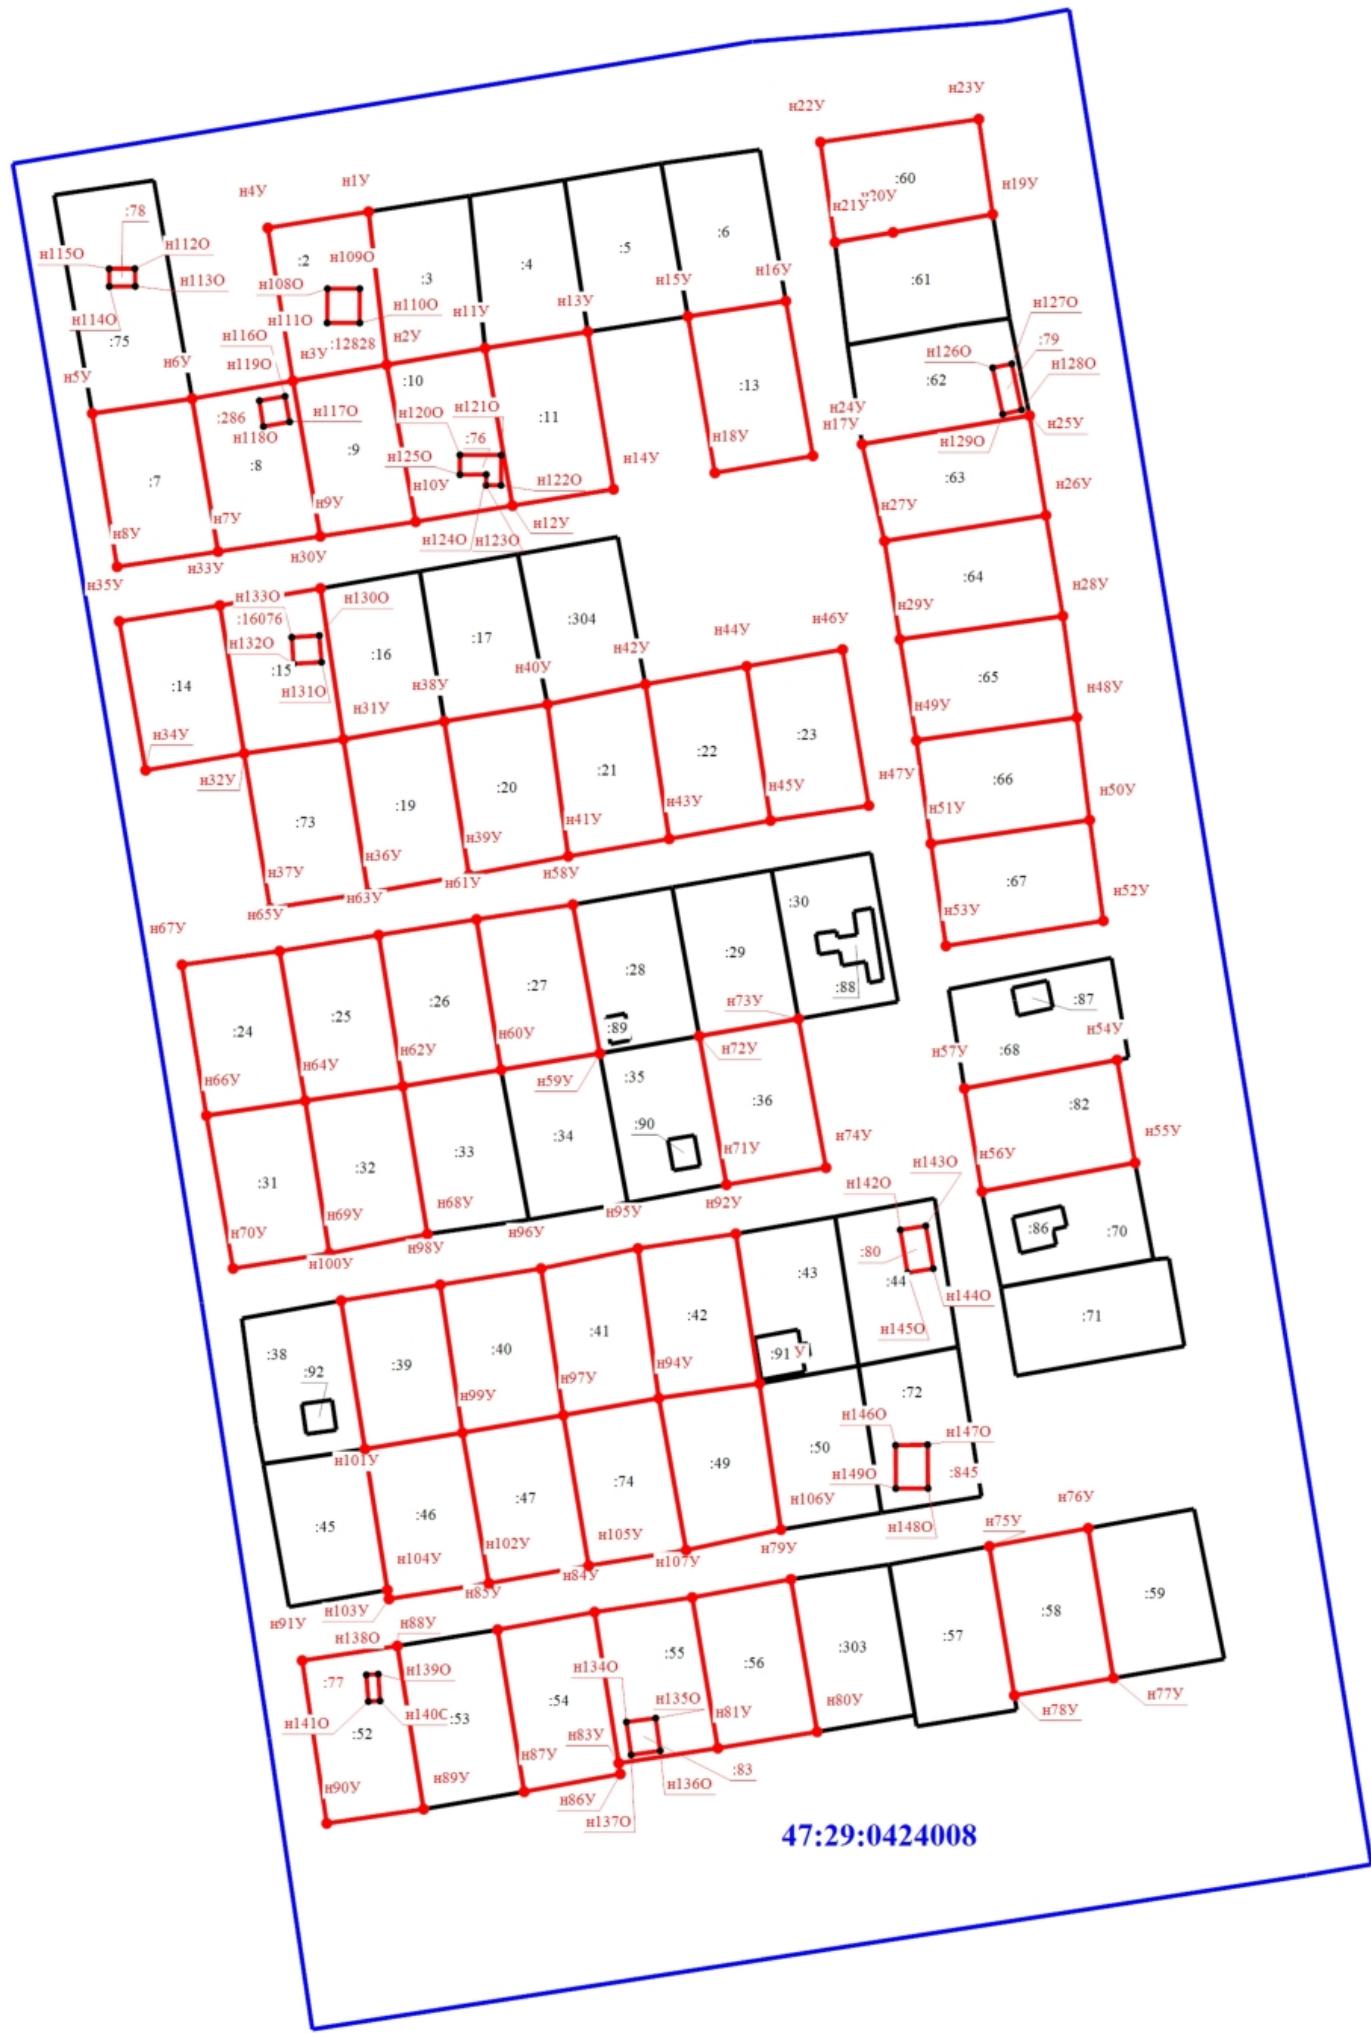 н23У
н22У
:60
н4У
н1У
н19У
н20У
н21У
:78
н112О
н115О
н113О
н114О
:75
:2
н109О
н108О
н110О
н111О
:12828
:3
:4
:5
:6
н16У
н15У
н13У
н11У
н2У
н3У
:61
н127О
:79
н126О
н128О
:62
н116О
н119О
н6У
н5У
:10
:286
н117О
н118О
:9
:8
:7
н120О
н121О
:76
н125О
н10У
н122О
:11
:13
н18У
н14У
н24У
н17У
н129О
н25У
:63
н26У
н27У
н9У
н7У
н8У
н12У
н124О
н123О
н30У
н33У
н35У
:64
н28У
н29У
н133О
н130О
:16076
н132О
:15
н131О
:16
:17
:304
н42У
н44У
н46У
:14
н34У
н32У
н31У
н38У
н40У
:65
н48У
н49У
:73
:19
:20
:21
:22
:23
н47У
н45У
н43У
н41У
н39У
н36У
н37У
:66
н50У
н51У
н65У
н63У
н61У
н58У
:67
н52У
н53У
н67У
:24
:25
:26
:27
:28
:29
:30
:89
:88
н73У
н72У
н59У
н60У
н62У
н64У
н66У
:87
н54У
:68
н57У
:82
н55У
н56У
:35
:36
:90
:34
:33
:32
:31
н71У
н74У
н68У
н69У
н70У
н92У
н95У
н96У
н98У
н100У
н143О
н142О
:80
:44
н144О
н145О
:86
:70
:71
:43
:42
:41
:40
:39
:38
:92
:91
У
н94У
н97У
н99У
н101У
:72
н146О
н147О
н149О
:845
н148О
:50
:49
:74
:47
:46
:45
н106У
н105У
н102У
н104У
н79У
н107У
н84У
н85У
н103У
н91У
н75У
н76У
н138О
н88У
:77
н139О
н141О
:52
:53
:54
:55
:56
:303
:57
:58
:59
н134О
н135О
н81У
н80У
н83У
н87У
н89У
н90У
н86У
н137О
н136О
:83
н78У
н77У
47:29:0424008